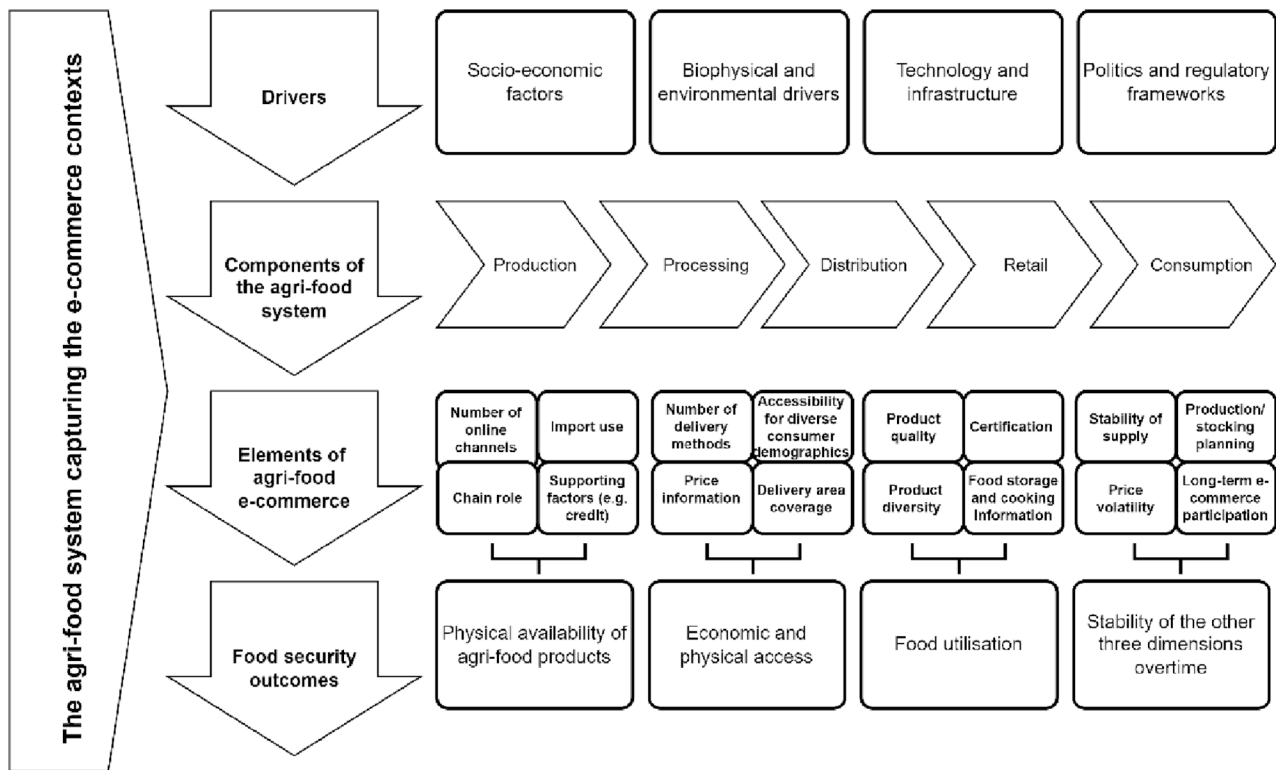 The agri-food system capturing the e-commerce contexts
Drivers
Socio-economic
factors
Biophysical and
environmental drivers
Technology and
infrastructure
Politics and regulatory
frameworks
Components of
the agri-food
system
Production
Processing
Distribution
Retail
Consumption
Elements of
agri-food
e-commerce
Number of
online
channels
Import use
Chain role
Supporting
factors (e.g.
credit)
Number of
delivery
methods
Accessibility
for diverse
consumer
demographics
Price
information
Delivery area
coverage
Product
quality
Certification
Product
diversity
Food storage
and cooking
Information
Stability of
supply
Production/
stocking
planning
Price
volatility
Long-term e-
commerce
participation
Food security
outcomes
Physical availability of
agri-food products
Economic and
physical access
Food utilisation
Stability of the other
three dimensions
overtime